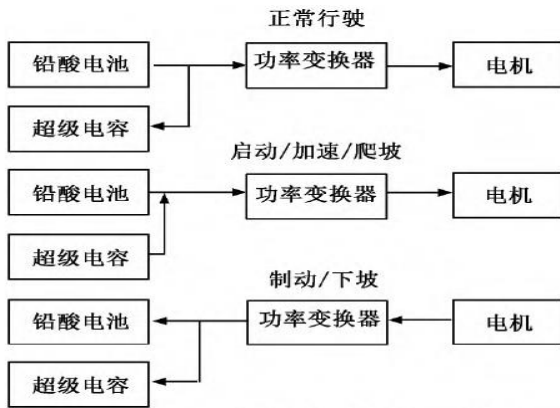 正常行驶
铅酸电池 功率变换器 电机
超级电容
启动/加速/爬坡
铅酸电池 功率变换器 电机
超级电容
制动/下坡
铅酸电池 功率变换器 电机
超级电容